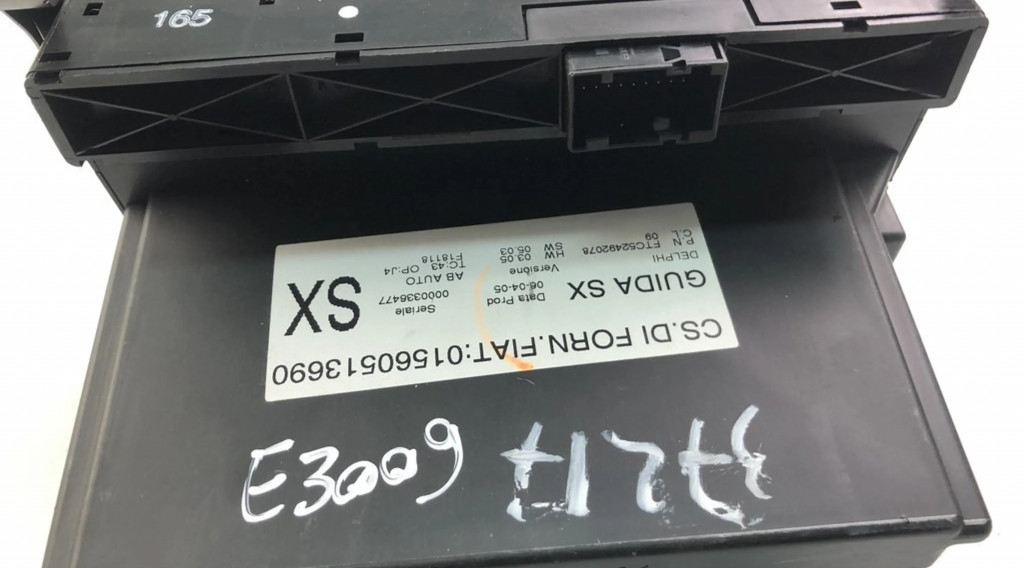 165
CS.DI FORN.FIAT:01560513690
GUIDA SX
DELPHI
P.N FTC52492078
C.L 09
Data Prod
06-04-05
Versione
HW 03.05
SW 05.03
Seriale
0000336477
AB AUTO
TC:43 OP:J4
F18118
SX
E3009